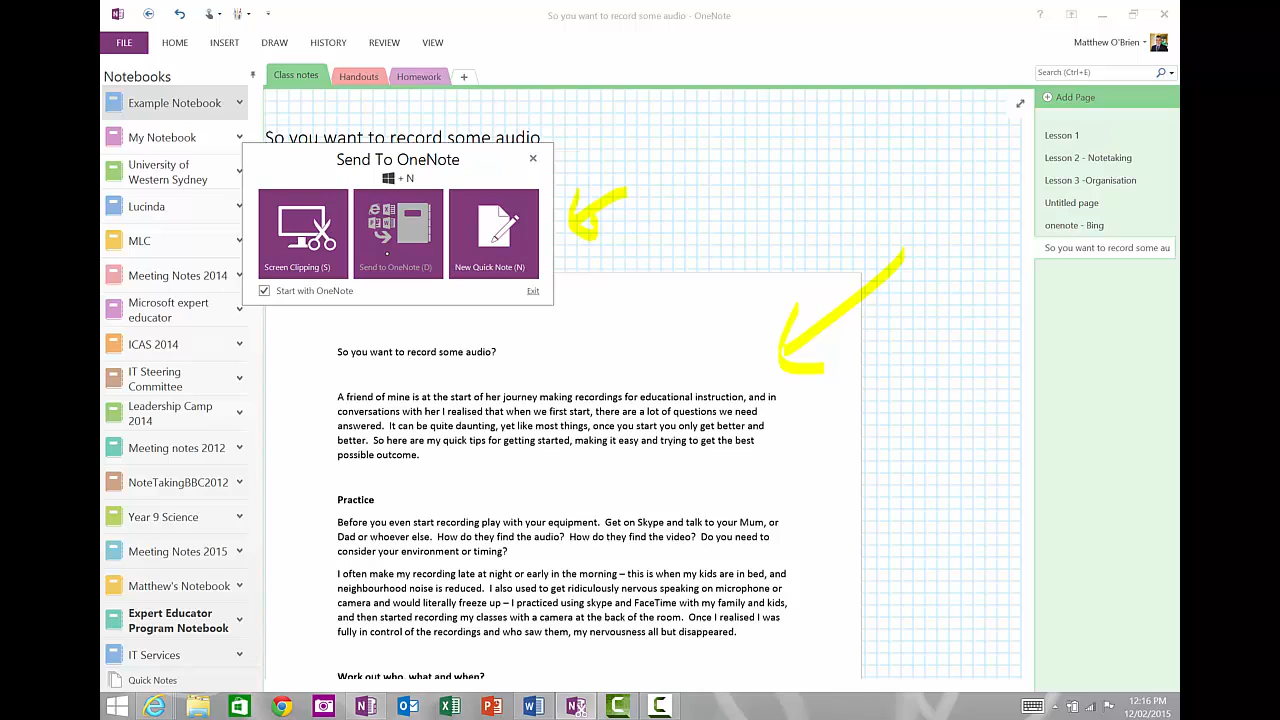 So you want to record some audio - OneNote
?
FILE
HOME
INSERT
DRAW
HISTORY
REVIEW
VIEW
Matthew O'Brien
Notebooks
Class notes
Handouts
Homework
+
Search (Ctrl+E)
Example Notebook
My Notebook
University of
Western Sydney
Lucinda
MLC
Meeting Notes 2014
Microsft expert
educator
ICAS 2014
IT Steering
Committee
Leadership Camp
2014
Meeting notes 2012
NoteTakingBBC2012
Year 9 Science
Meeting Notes 2015
Matthew's Notebook
Expert Educator
Program Notebook
IT Services
Quick Notes
So you want to record some audio
Send To OneNote
+ N
Screen Clipping (S)
Send to OneNote (D)
New Quick Note (N)
Start with OneNote
Exit
So you want to record some audio?
A friend of mine is at the start of her journey making recordings for educational instruction, and in
conversations with her I realised that when we first start, there are a lot of questions we need
answered. It can be quite daunting, yet like most things, once you start you only get better and
better. So here are my quick tips for getting started, making it easy and trying to get the best
possible outcome.
Practice
Before you even start recording play with your equipment. Get on Skype and talk to your Mum, or
Dad or whoever else. How do they find the audio? How do they find the video? Do you need to
consider your environment or timing?
I often make my recording late at night or early in the morning – this is when my kids are in bed, and
neighbourhood noise is reduced. I also used to get ridiculously nervous speaking on microphone or
camera and would literally freeze up – I practiced using skype and FaceTime with my family and kids,
and then started recording my classes with a camera at the back of the room. Once I realised I was
fully in control of the recordings and who saw them, my nervousness all but disappeared.
Work out who, what and when?
Add Page
Lesson 1
Lesson 2 - Notetaking
Lesson 3 -Organisation
Untitled page
onenote - Bing
So you want to record some au
12:16 PM
12/02/2015